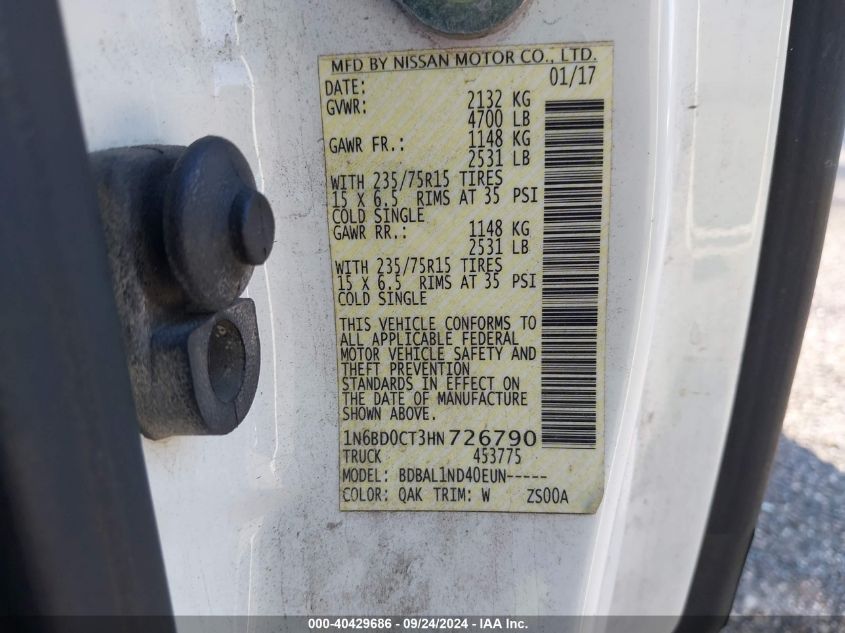 MFD BY NISSAN MOTOR CO., LTD.
DATE: 01/17
GVWR: 2132 KG
4700 LB
GAWR FR.: 1148 KG
2531 LB
WITH 235/75R15 TIRES
15 X 6.5 RIMS AT 35 PSI
COLD SINGLE
GAWR RR.: 1148 KG
2531 LB
WITH 235/75R15 TIRES
15 X 6.5 RIMS AT 35 PSI
COLD SINGLE
THIS VEHICLE CONFORMS TO
ALL APPLICABLE FEDERAL
MOTOR VEHICLE SAFETY AND
THEFT PREVENTION
STANDARDS IN EFFECT ON
THE DATE OF MANUFACTURE
SHOWN ABOVE.
1N6BD0CT3HN726790
TRUCK 453775
MODEL: BDBAL1ND40EUN-----
COLOR: QAK TRIM: W ZS00A
000-40429686 - 09/24/2024 - IAA Inc.